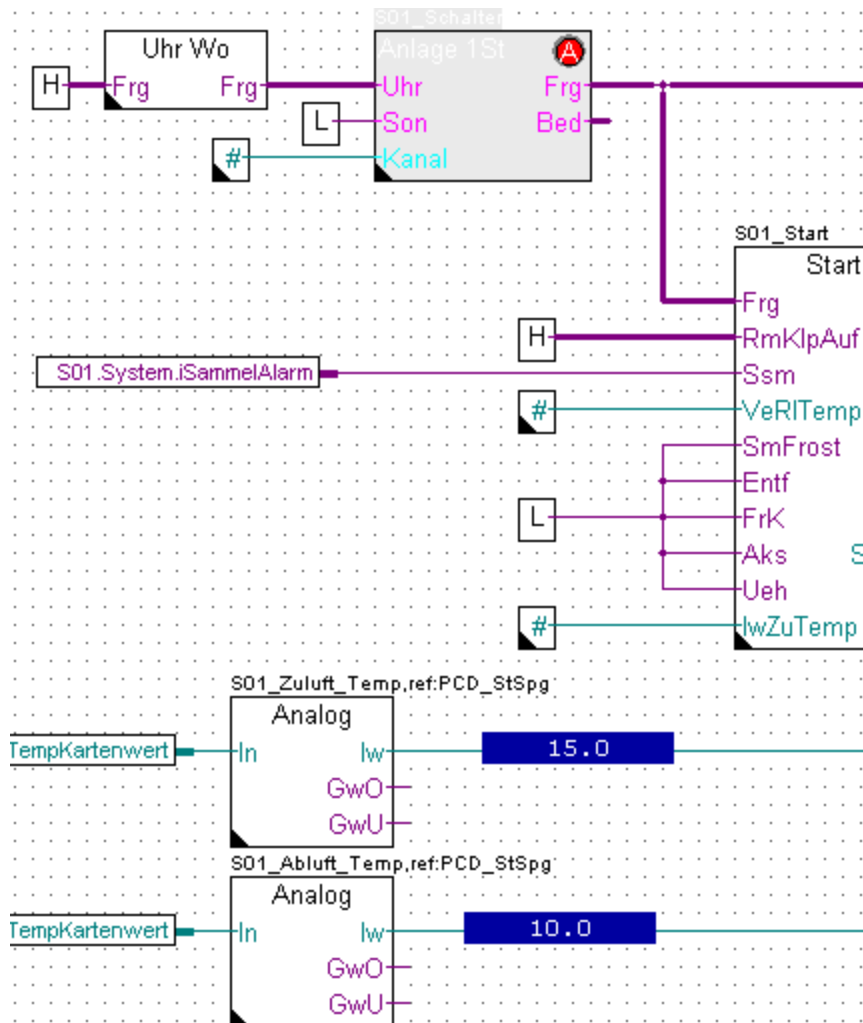 S01_Schalter
Uhr Wo
Anlage 1St
A
H
Frg
Frg
Uhr
Frg
L
Son
Bed
#
Kanal
S01_Start
Start
Frg
H
RmKlpAuf
S01.System.iSammelAlarm
Ssm
#
VeRlTemp
SmFrost
Entf
L
FrK
Aks
S
Ueh
#
IwZuTemp
S01_Zuluft_Temp,ref:PCD_StSpg
Analog
TempKartenwert
In
Iw
15.0
GwO
GwU
S01_Abluft_Temp,ref:PCD_StSpg
Analog
TempKartenwert
In
Iw
10.0
GwO
GwU